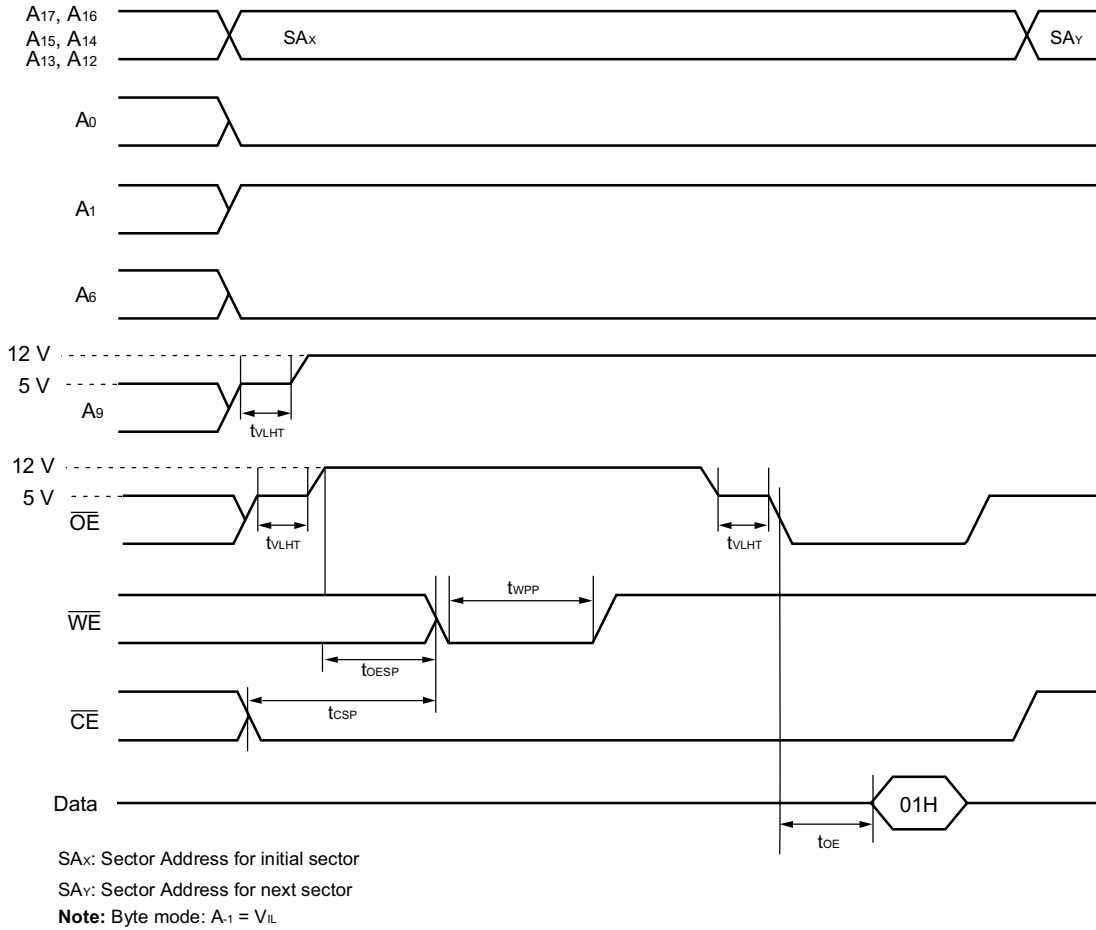 A17, A16
A15, A14
A13, A12
SAX
SAY
A0
A1
A6
12 V
5 V
A9
tVLHT
12 V
5 V
OE
tVLHT
tVLHT
tWPP
WE
tOESP
tCSP
CE
Data
01H
tOE
SAX: Sector Address for initial sector
SAY: Sector Address for next sector
Note: Byte mode: A-1 = VIL